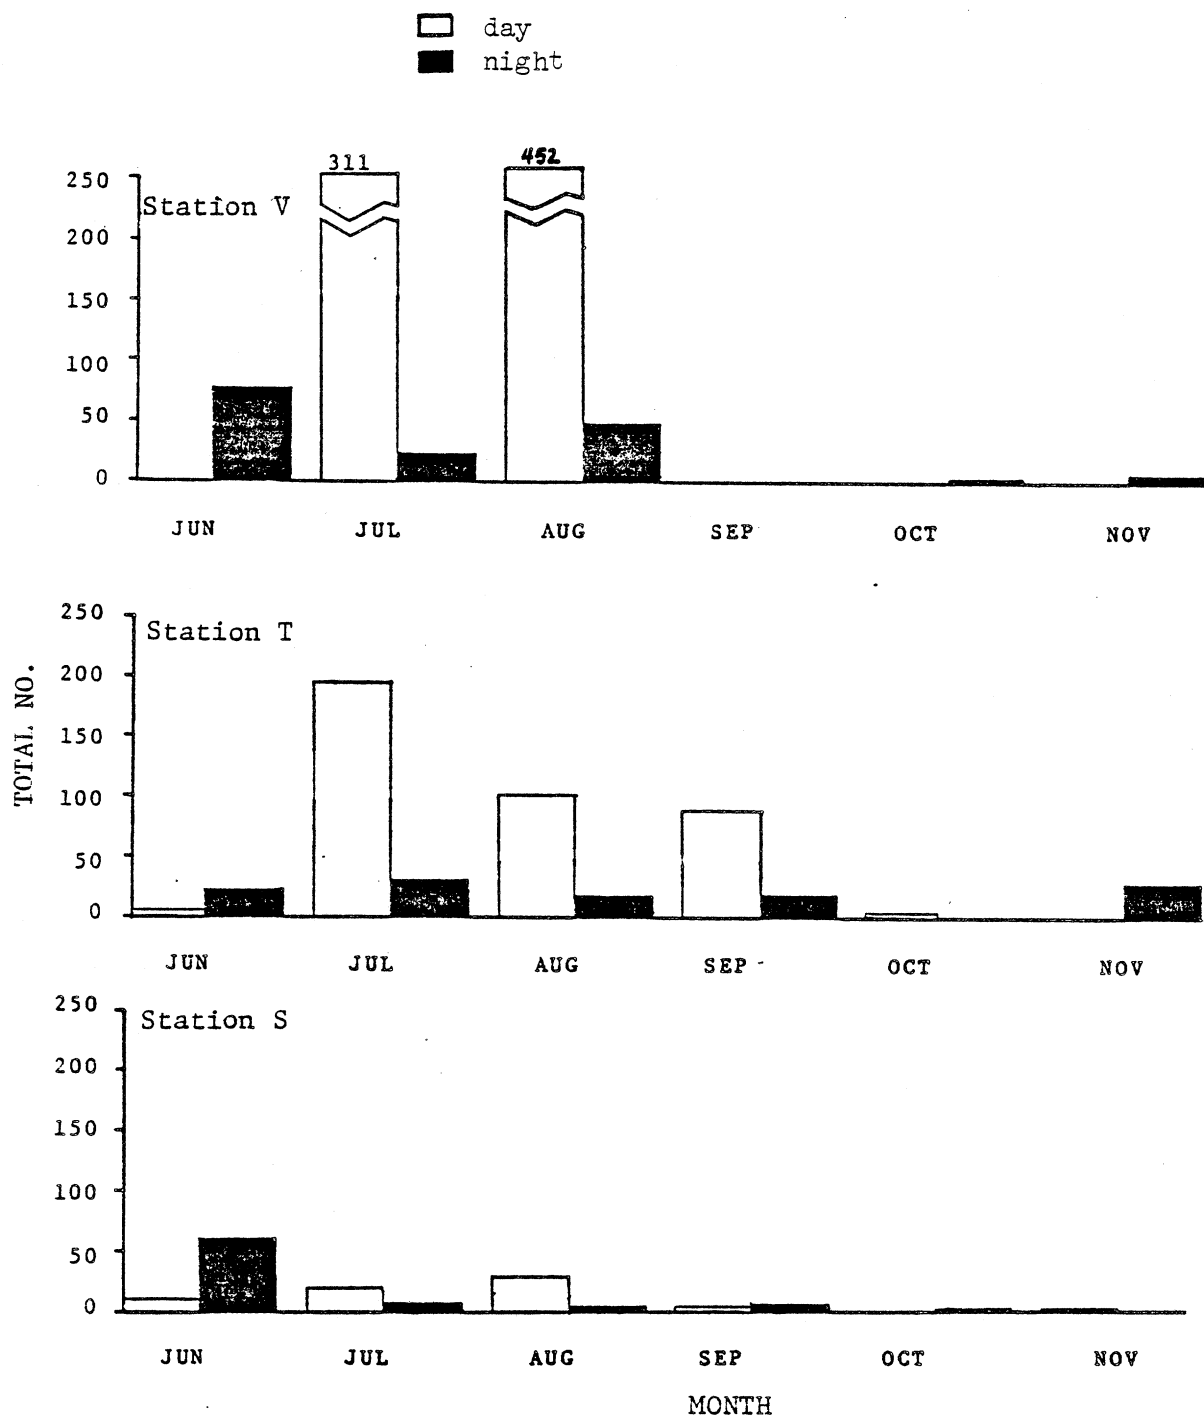 day
night
311
452
250
Station V
200
150
100
50
0
JUN JUL AUG SEP OCT NOV
250
Station T
200
150
100
50
0
TOTAL NO.
JUN JUL AUG SEP OCT NOV
250
Station S
200
150
100
50
0
JUN JUL AUG SEP OCT NOV
MONTH